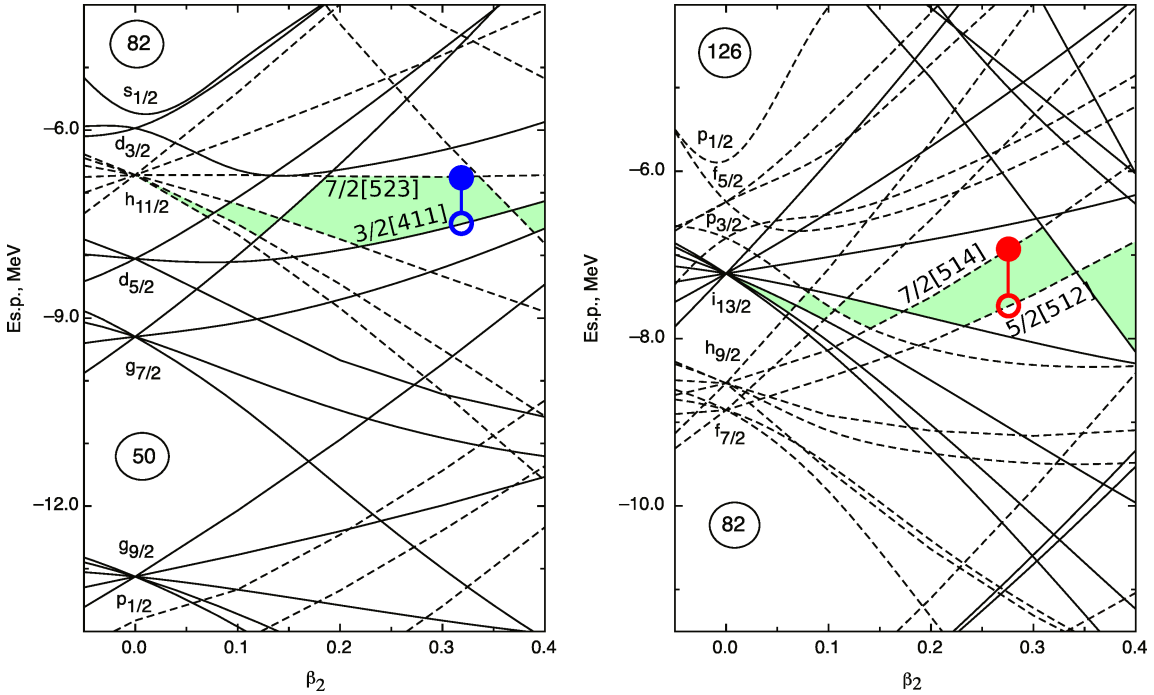 82
s1/2
−6.0
d3/2
7/2[523]
h11/2
3/2[411]
d5/2
Es.p., MeV
−9.0
g7/2
50
−12.0
g9/2
p1/2
0.0
0.1
0.2
0.3
0.4
β2
126
p1/2
−6.0
f5/2
p3/2
7/2[514]
i13/2
5/2[512]
Es.p., MeV
−8.0
h9/2
f7/2
−10.0
82
0.0
0.1
0.2
0.3
0.4
β2